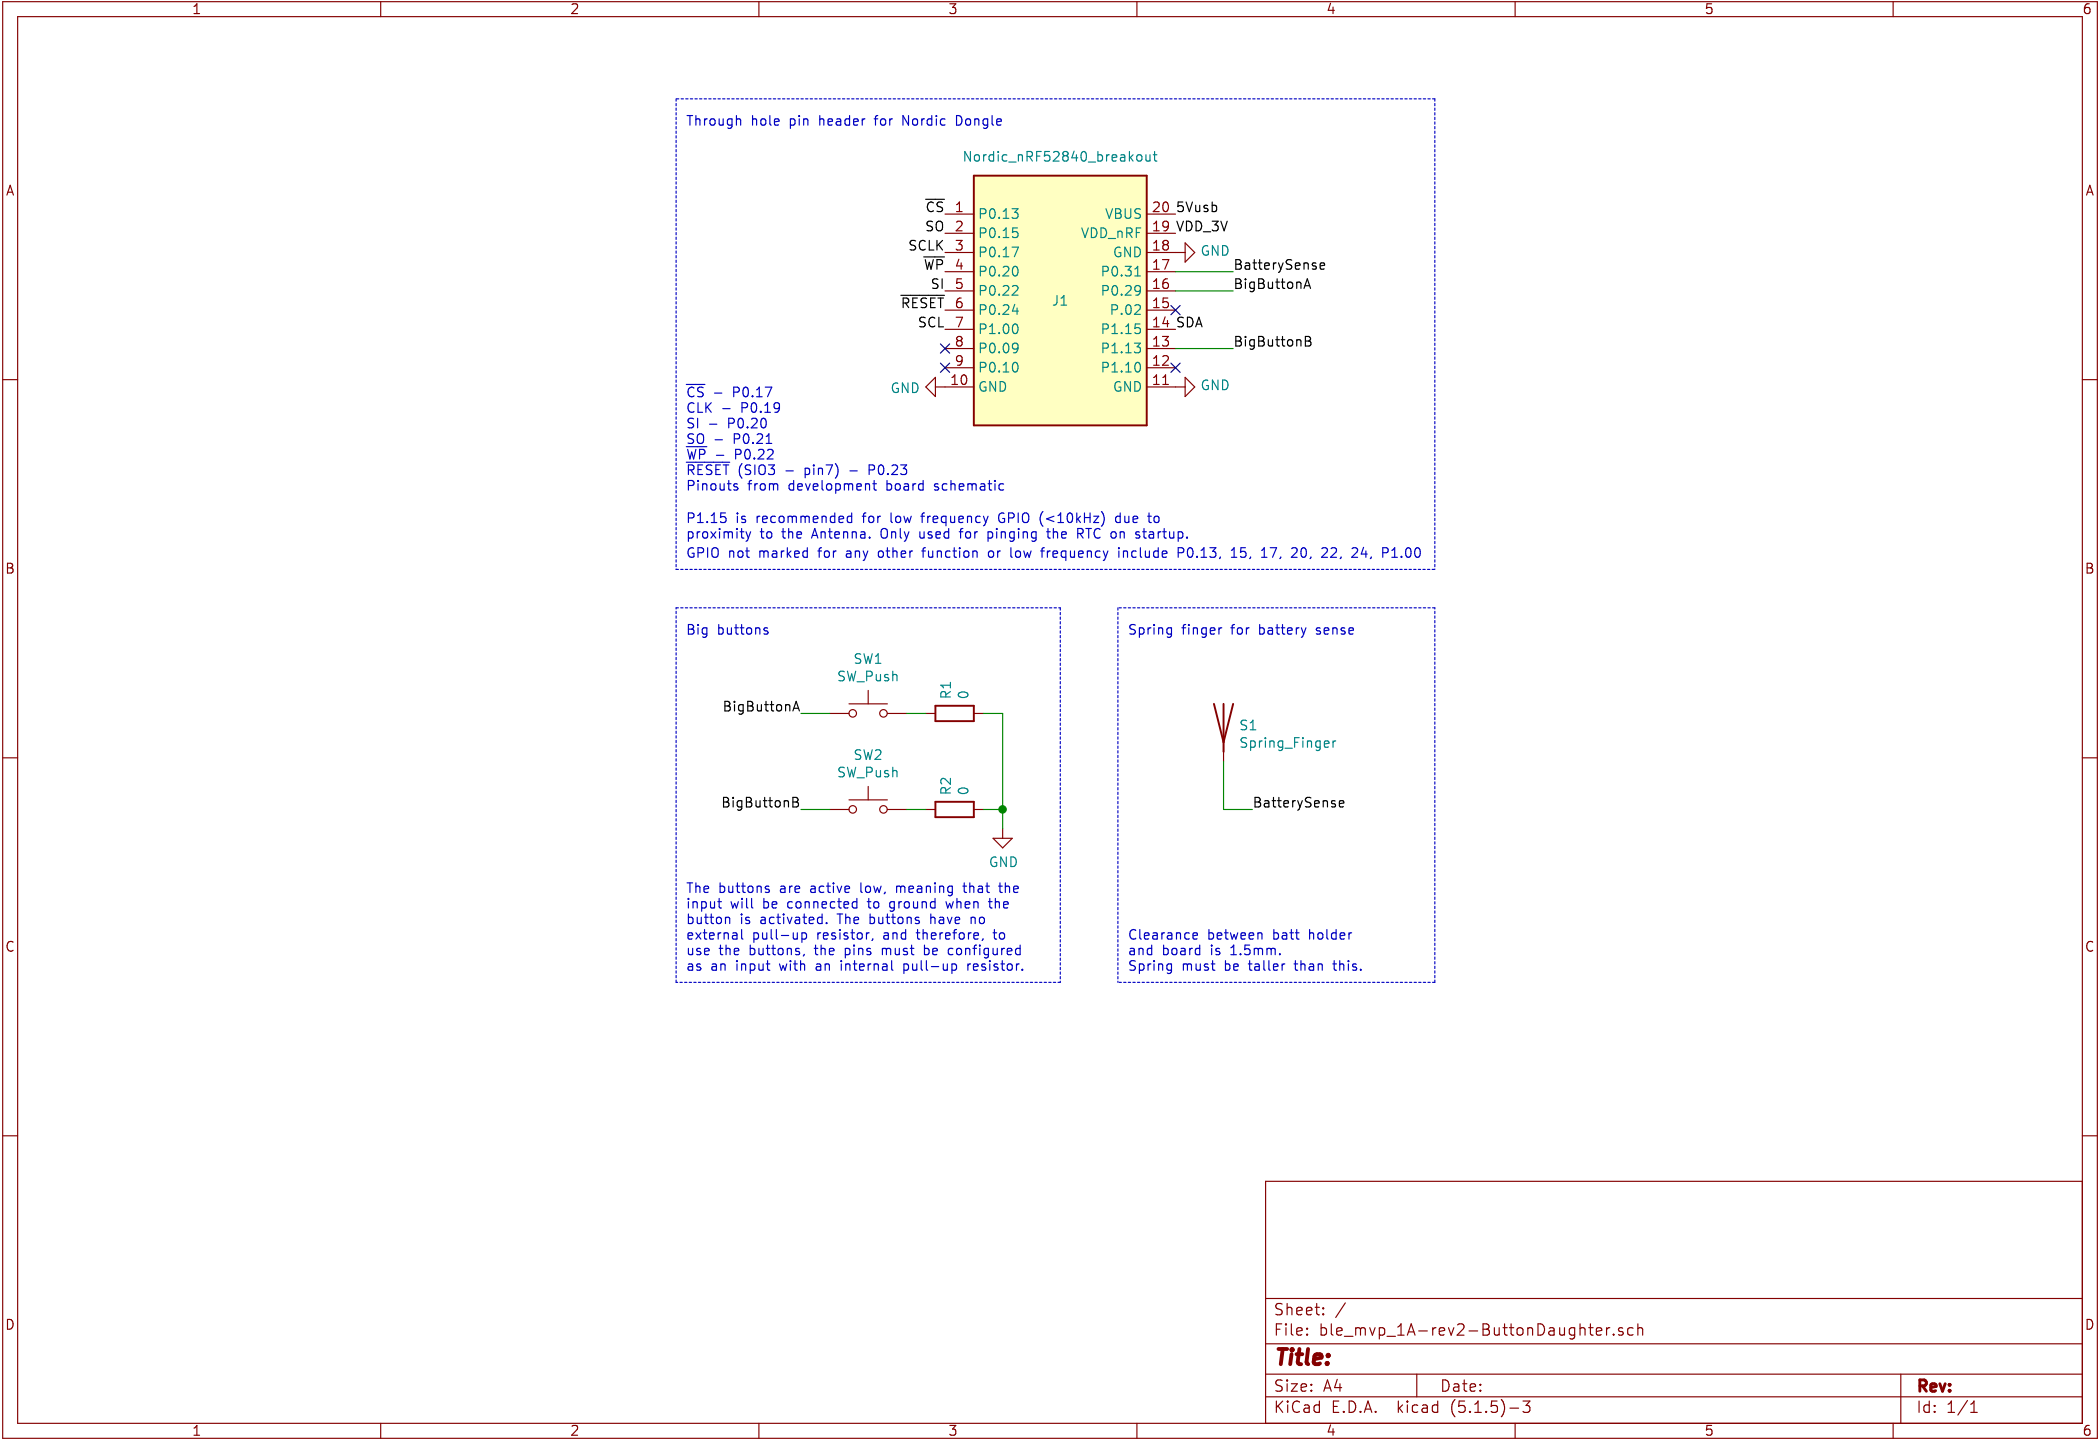 1 2 3 4 5 6
A A
B B
C C
D D
Through hole pin header for Nordic Dongle
Nordic_nRF52840_breakout
J1
CS 1 P0.13
SO 2 P0.15
SCLK 3 P0.17
WP 4 P0.20
SI 5 P0.22
RESET 6 P0.24
SCL 7 P1.00
8 P0.09
9 P0.10
GND 10 GND
VBUS 20 5Vusb
VDD_nRF 19 VDD_3V
GND 18 GND
P0.31 17 BatterySense
P0.29 16 BigButtonA
P.02 15
P1.15 14 SDA
P1.13 13 BigButtonB
P1.10 12
GND 11 GND
CS - P0.17
CLK - P0.19
SI - P0.20
SO - P0.21
WP - P0.22
RESET (SIO3 - pin7) - P0.23
Pinouts from development board schematic
P1.15 is recommended for low frequency GPIO (<10kHz) due to
proximity to the Antenna. Only used for pinging the RTC on startup.
GPIO not marked for any other function or low frequency include P0.13, 15, 17, 20, 22, 24, P1.00
Big buttons
SW1
SW_Push
BigButtonA
R1
0
SW2
SW_Push
BigButtonB
R2
0
GND
The buttons are active low, meaning that the
input will be connected to ground when the
button is activated. The buttons have no
external pull-up resistor, and therefore, to
use the buttons, the pins must be configured
as an input with an internal pull-up resistor.
Spring finger for battery sense
S1
Spring_Finger
BatterySense
Clearance between batt holder
and board is 1.5mm.
Spring must be taller than this.
Sheet: /
File: ble_mvp_1A-rev2-ButtonDaughter.sch
Title:
Size: A4 Date: Rev:
KiCad E.D.A. kicad (5.1.5)-3 Id: 1/1
1 2 3 4 5 6